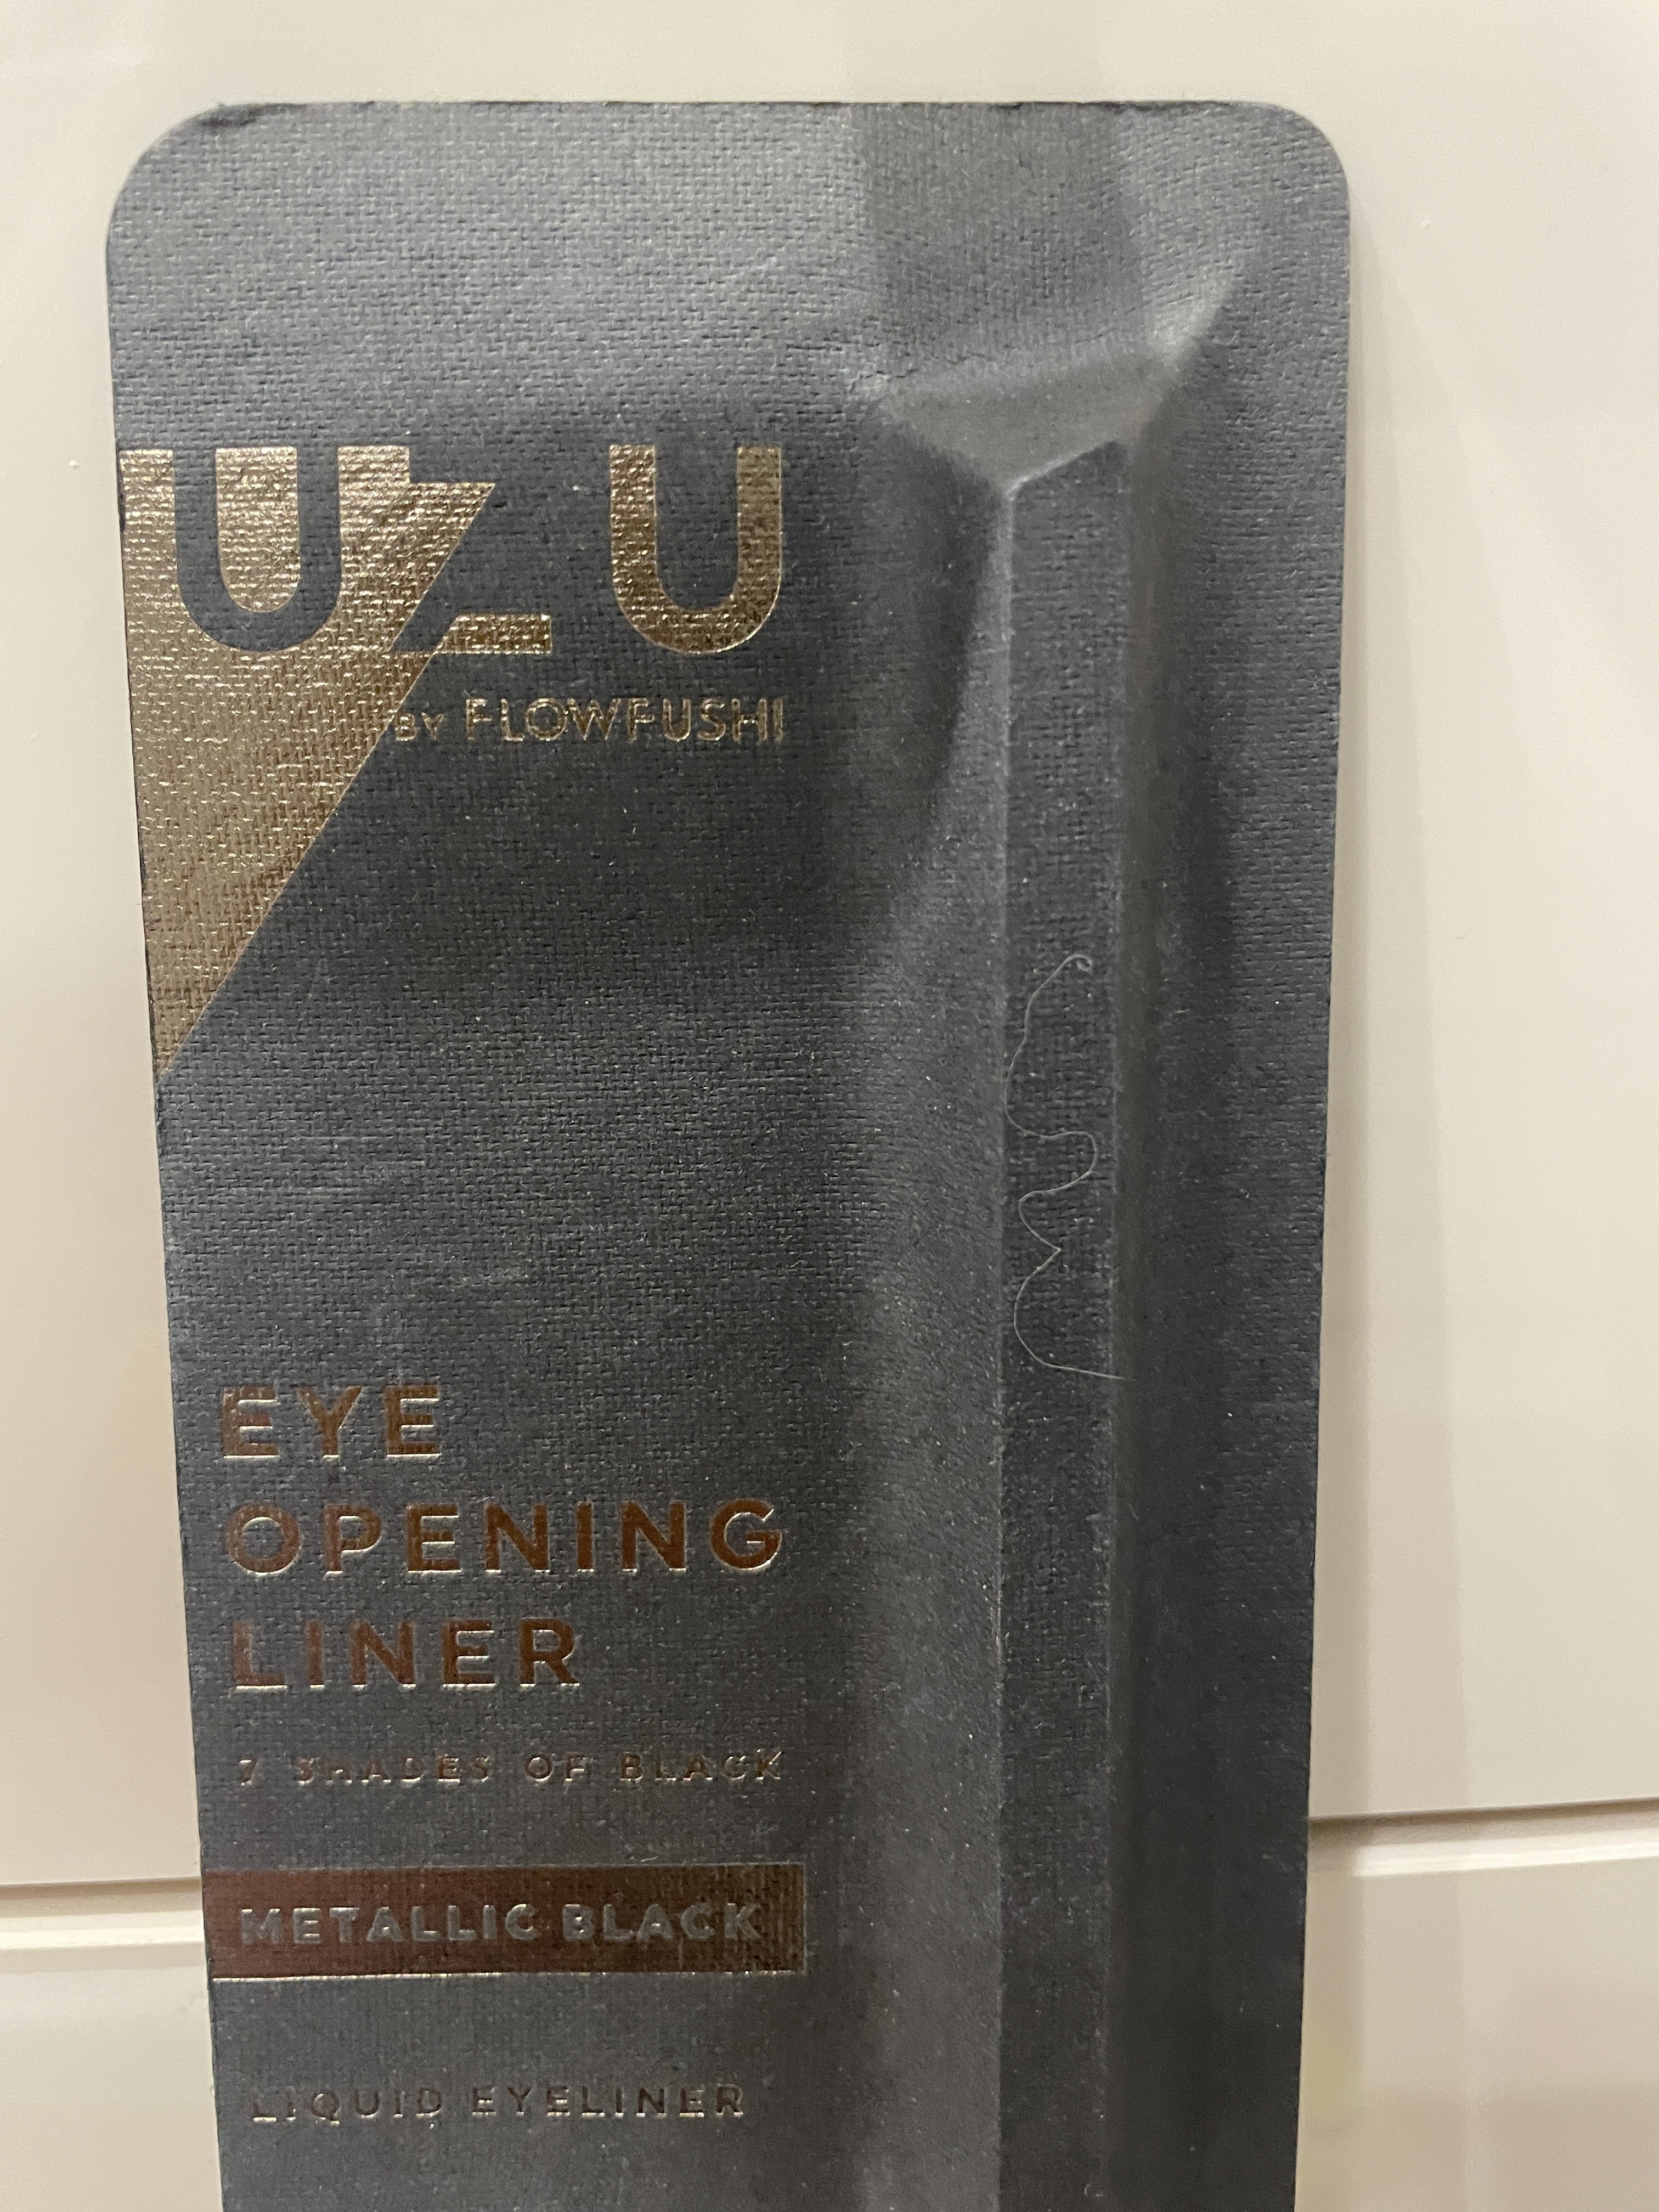 UZU
BY FLOWFUSHI
EYE
OPENING
LINER
7 SHADES OF BLACK
METALLIC BLACK
LIQUID EYELINER